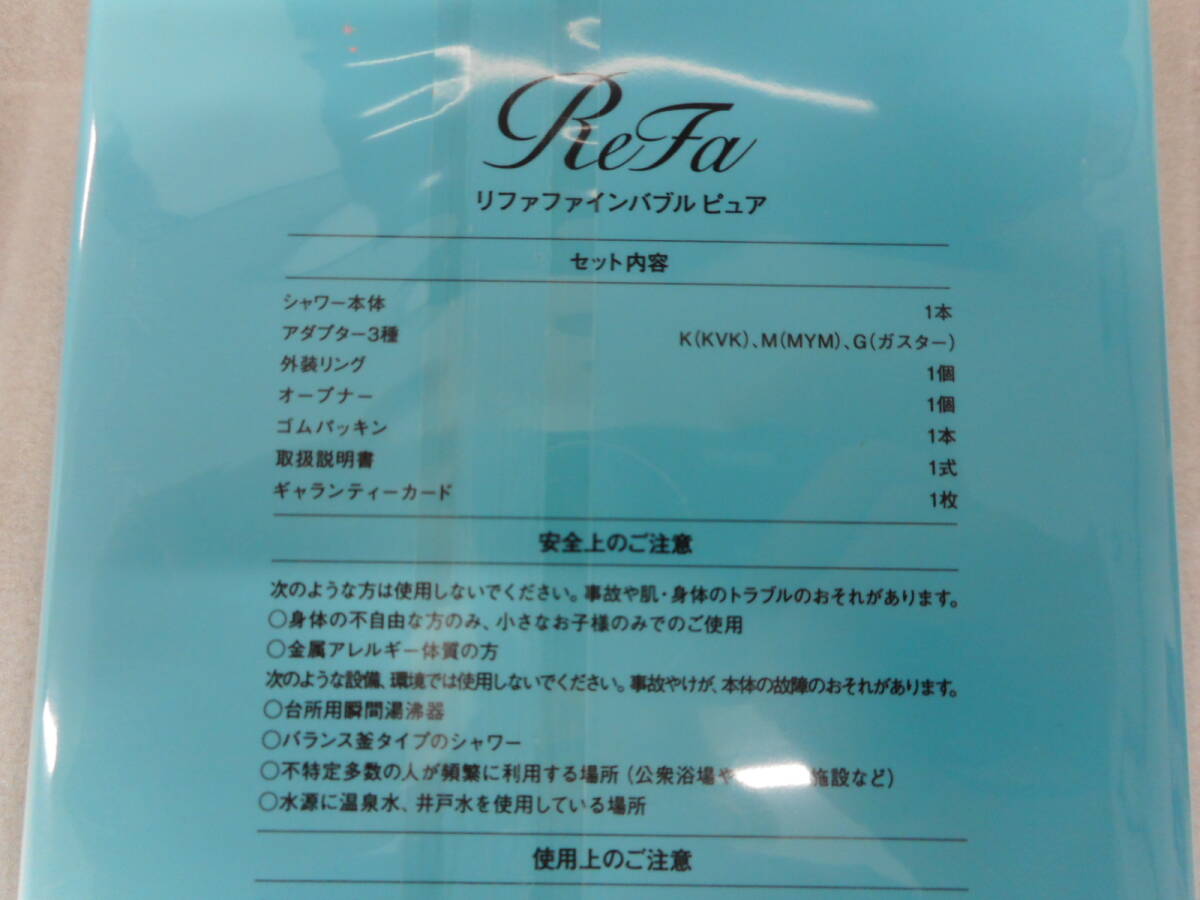 ReFa
リファファインバブル ピュア
セット内容
シャワー本体 1本
アダプター3種 K(KVK)、M(MYM)、G(ガスター)
外装リング 1個
オープナー 1個
ゴムパッキン 1本
取扱説明書 1式
ギャランティーカード 1枚
安全上のご注意
次のような方は使用しないでください。事故や肌・身体のトラブルのおそれがあります。
○身体の不自由な方のみ、小さなお子様のみでのご使用
○金属アレルギー体質の方
次のような設備、環境では使用しないでください。事故やけが、本体の故障のおそれがあります。
○台所用瞬間湯沸器
○バランス釜タイプのシャワー
○不特定多数の人が頻繁に利用する場所(公衆浴場や 施設など)
○水源に温泉水、井戸水を使用している場所
使用上のご注意